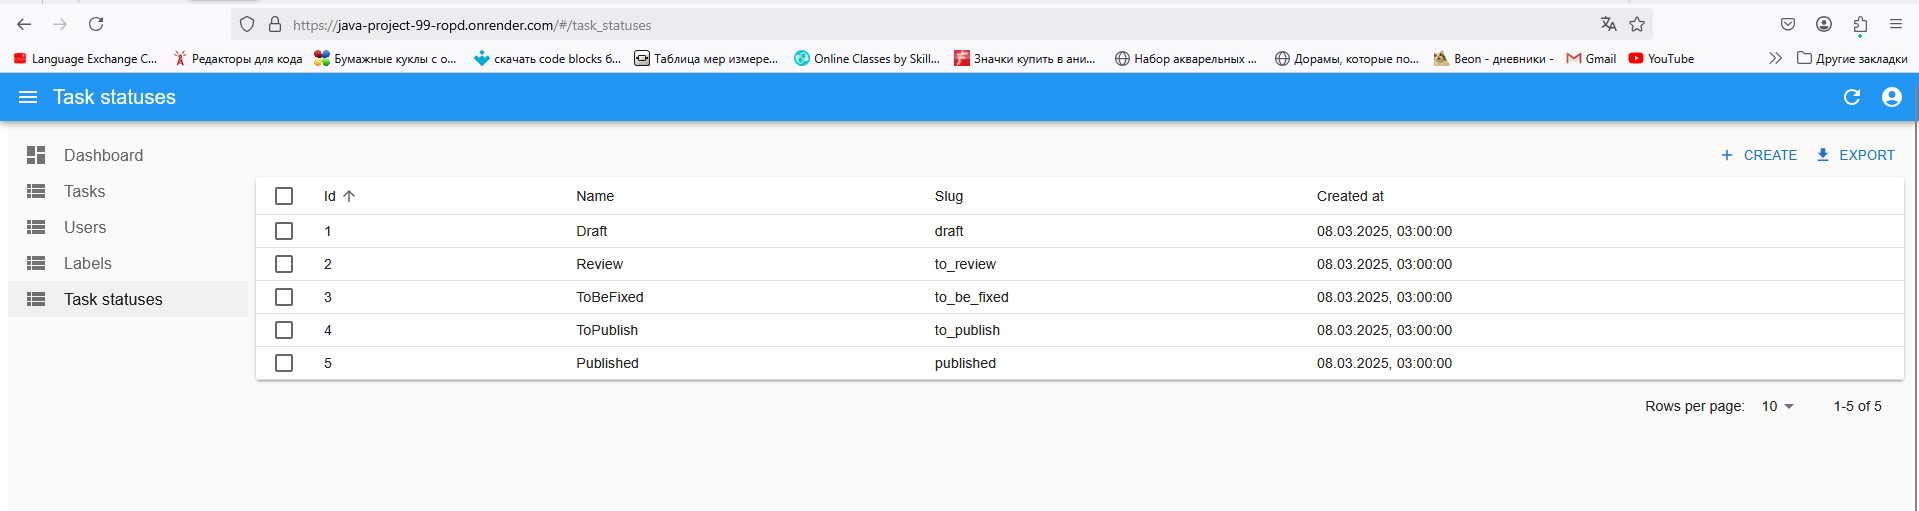 https://java-project-99-ropd.onrender.com/#/task_statuses
Language Exchange C... Редакторы для кода Бумажные куклы с о... скачать code blocks б... Таблица мер измере... Online Classes by Skill... Значки купить в ани... Набор акварельных ... Дорамы, которые по... Beon - дневники - Gmail YouTube Другие закладки
Task statuses
Dashboard
Tasks
Users
Labels
Task statuses
+ CREATE EXPORT
Id Name Slug Created at
1 Draft draft 08.03.2025, 03:00:00
2 Review to_review 08.03.2025, 03:00:00
3 ToBeFixed to_be_fixed 08.03.2025, 03:00:00
4 ToPublish to_publish 08.03.2025, 03:00:00
5 Published published 08.03.2025, 03:00:00
Rows per page: 10 1-5 of 5